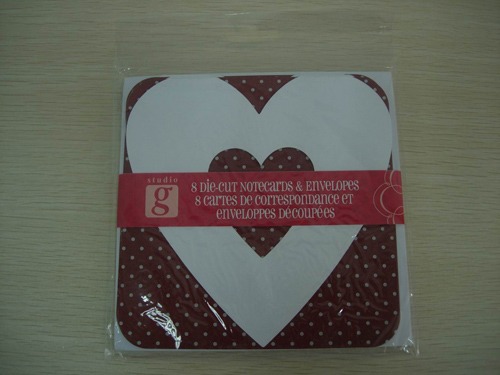 studio
g
8 Die-cut Notecards & Envelopes
8 cartes de correspondance et
enveloppes découpées